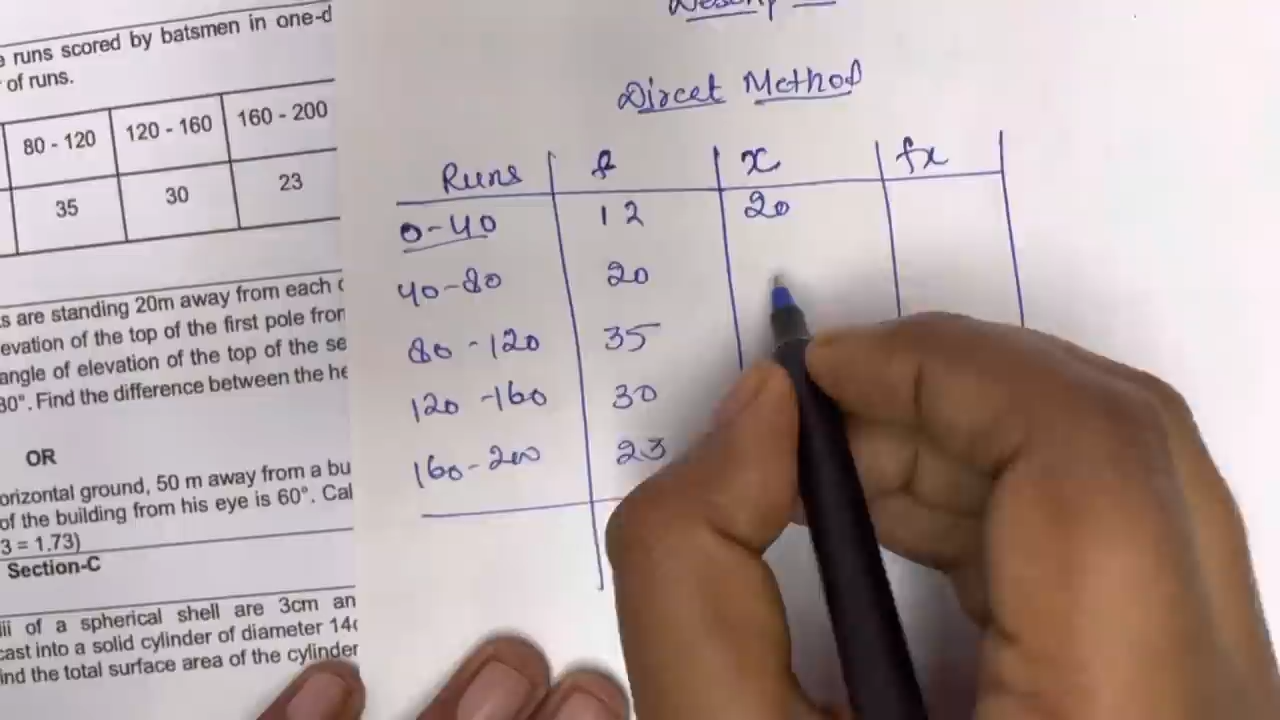 runs scored by batsmen in one-d
of runs.
80 - 120 120 - 160 160 - 200
35 30 23
s are standing 20m away from each
evation of the top of the first pole from
angle of elevation of the top of the se
30°. Find the difference between the he
OR
orizontal ground, 50 m away from a bu
of the building from his eye is 60°. Cal
3 = 1.73)
Section-C
ii of a spherical shell are 3cm an
cast into a solid cylinder of diameter 14
ind the total surface area of the cylinder
Dircet Method
Runs f x fx
0-40 12 20
40-80 20
80-120 35
120-160 30
160-200 23